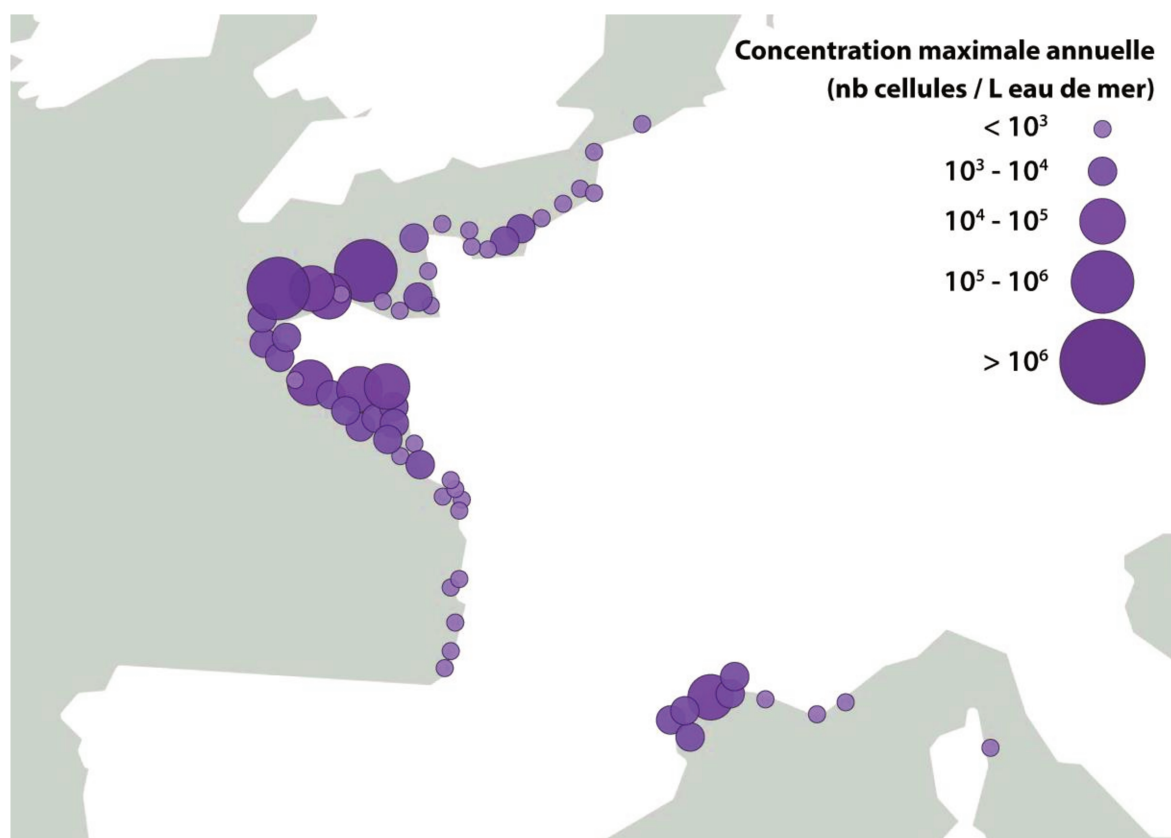 Concentration maximale annuelle
(nb cellules / L eau de mer)
< 10³
10³ - 10⁴
10⁴ - 10⁵
10⁵ - 10⁶
> 10⁶